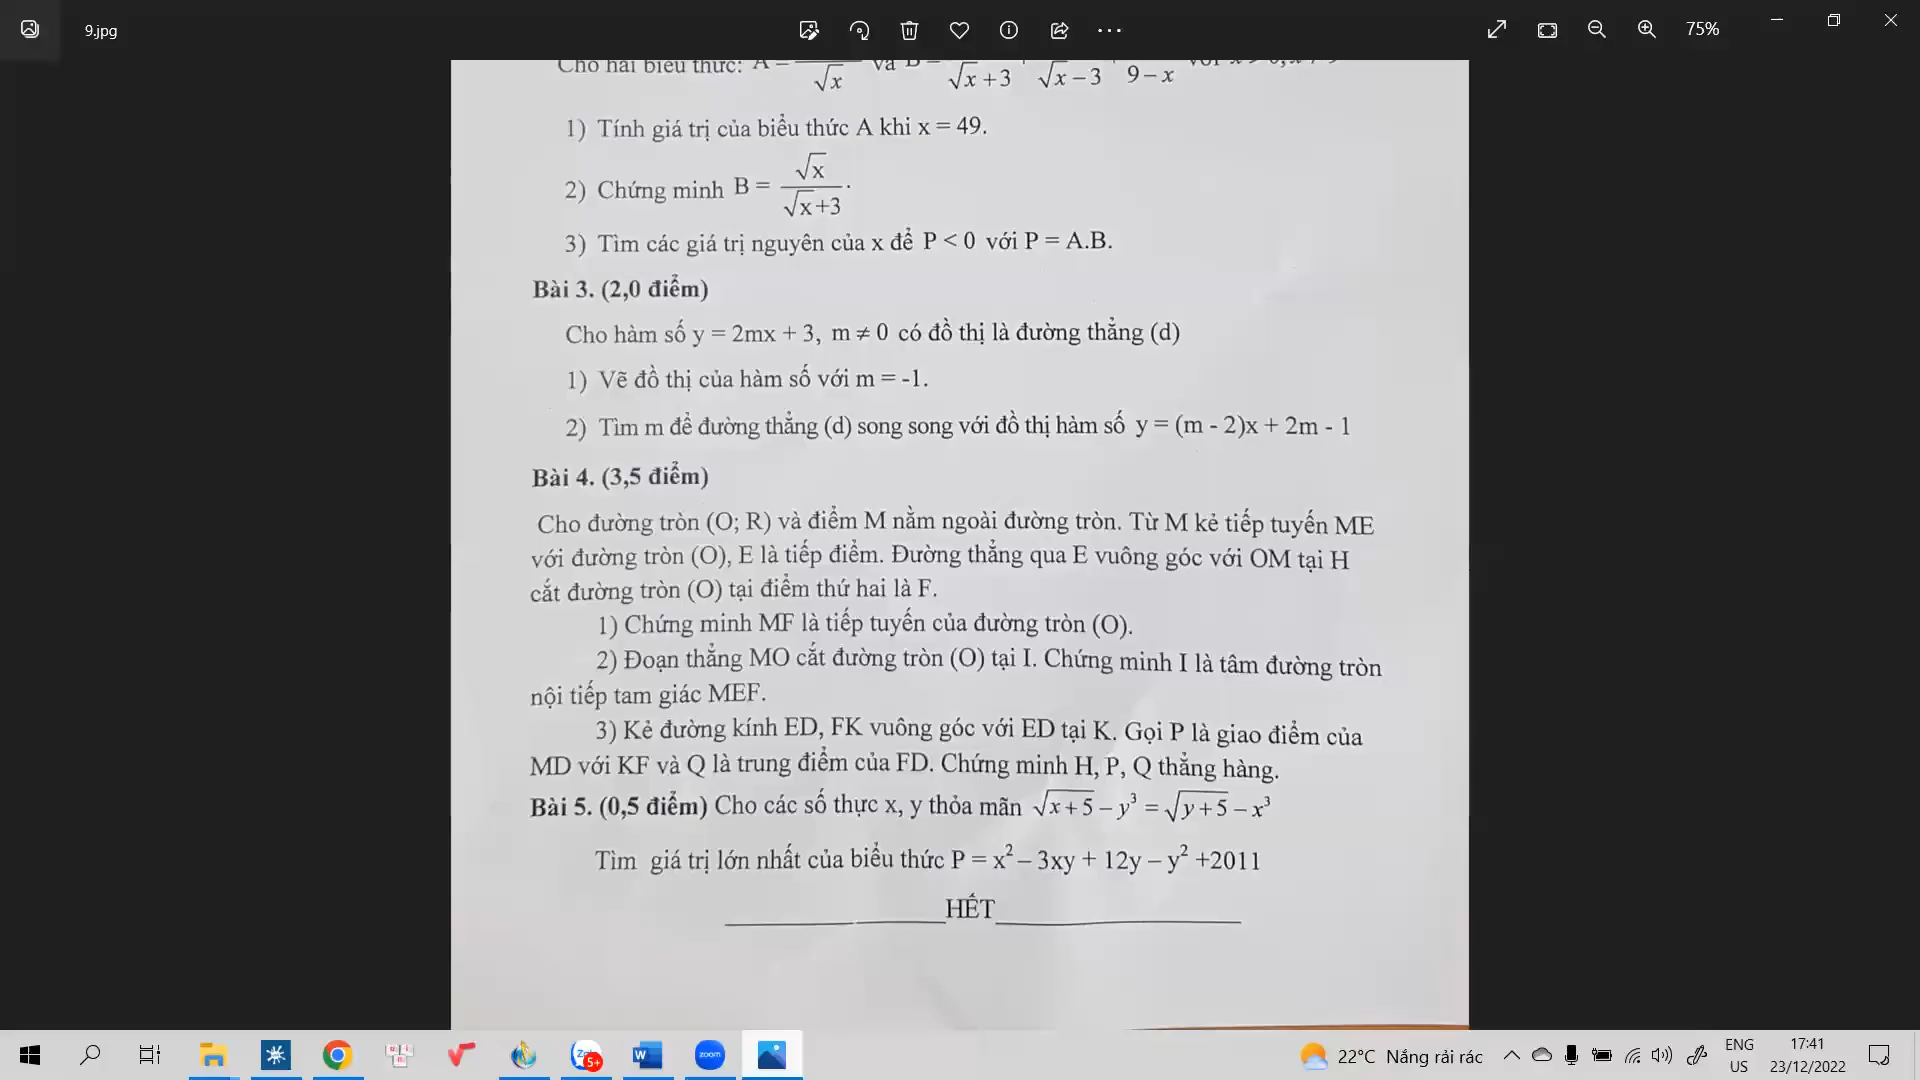 9.jpg
75%
Cho hai biểu thức: A = √x và B = √x + 3 √x − 3 9 − x
1) Tính giá trị của biểu thức A khi x = 49.
2) Chứng minh B = √x / (√x+3).
3) Tìm các giá trị nguyên của x để P < 0 với P = A.B.
Bài 3. (2,0 điểm)
Cho hàm số y = 2mx + 3, m ≠ 0 có đồ thị là đường thẳng (d)
1) Vẽ đồ thị của hàm số với m = -1.
2) Tìm m để đường thẳng (d) song song với đồ thị hàm số y = (m - 2)x + 2m - 1
Bài 4. (3,5 điểm)
Cho đường tròn (O; R) và điểm M nằm ngoài đường tròn. Từ M kẻ tiếp tuyến ME
với đường tròn (O), E là tiếp điểm. Đường thẳng qua E vuông góc với OM tại H
cắt đường tròn (O) tại điểm thứ hai là F.
1) Chứng minh MF là tiếp tuyến của đường tròn (O).
2) Đoạn thẳng MO cắt đường tròn (O) tại I. Chứng minh I là tâm đường tròn
nội tiếp tam giác MEF.
3) Kẻ đường kính ED, FK vuông góc với ED tại K. Gọi P là giao điểm của
MD với KF và Q là trung điểm của FD. Chứng minh H, P, Q thẳng hàng.
Bài 5. (0,5 điểm) Cho các số thực x, y thỏa mãn √(x+5) − y³ = √(y+5) − x³
Tìm giá trị lớn nhất của biểu thức P = x² – 3xy + 12y – y² +2011
HẾT
5+
zoom
22°C Nắng rải rác
ENG
US
17:41
23/12/2022